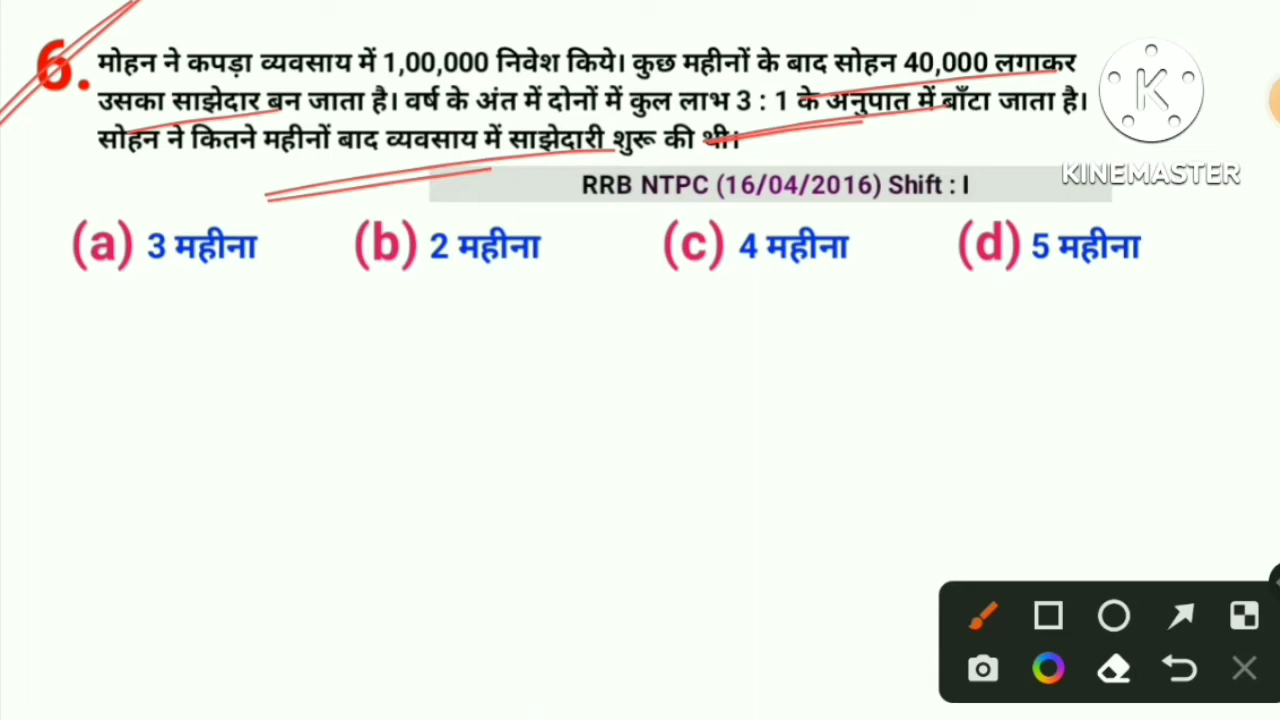 6. मोहन ने कपड़ा व्यवसाय में 1,00,000 निवेश किये। कुछ महीनों के बाद सोहन 40,000 लगाकर
उसका साझेदार बन जाता है। वर्ष के अंत में दोनों में कुल लाभ 3 : 1 के अनुपात में बाँटा जाता है।
सोहन ने कितने महीनों बाद व्यवसाय में साझेदारी शुरू की थी।
K
KINEMASTER
RRB NTPC (16/04/2016) Shift : I
(a) 3 महीना (b) 2 महीना (c) 4 महीना (d) 5 महीना